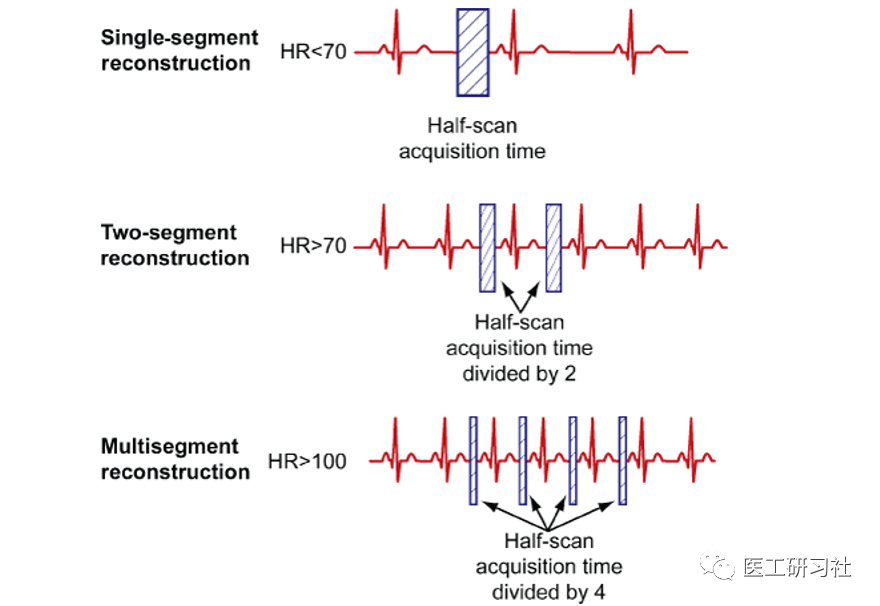 Single-segment
reconstruction
HR<70
Half-scan
acquisition time
Two-segment
reconstruction
HR>70
Half-scan
acquisition time
divided by 2
Multisegment
reconstruction
HR>100
Half-scan
acquisition time
divided by 4
医工研习社